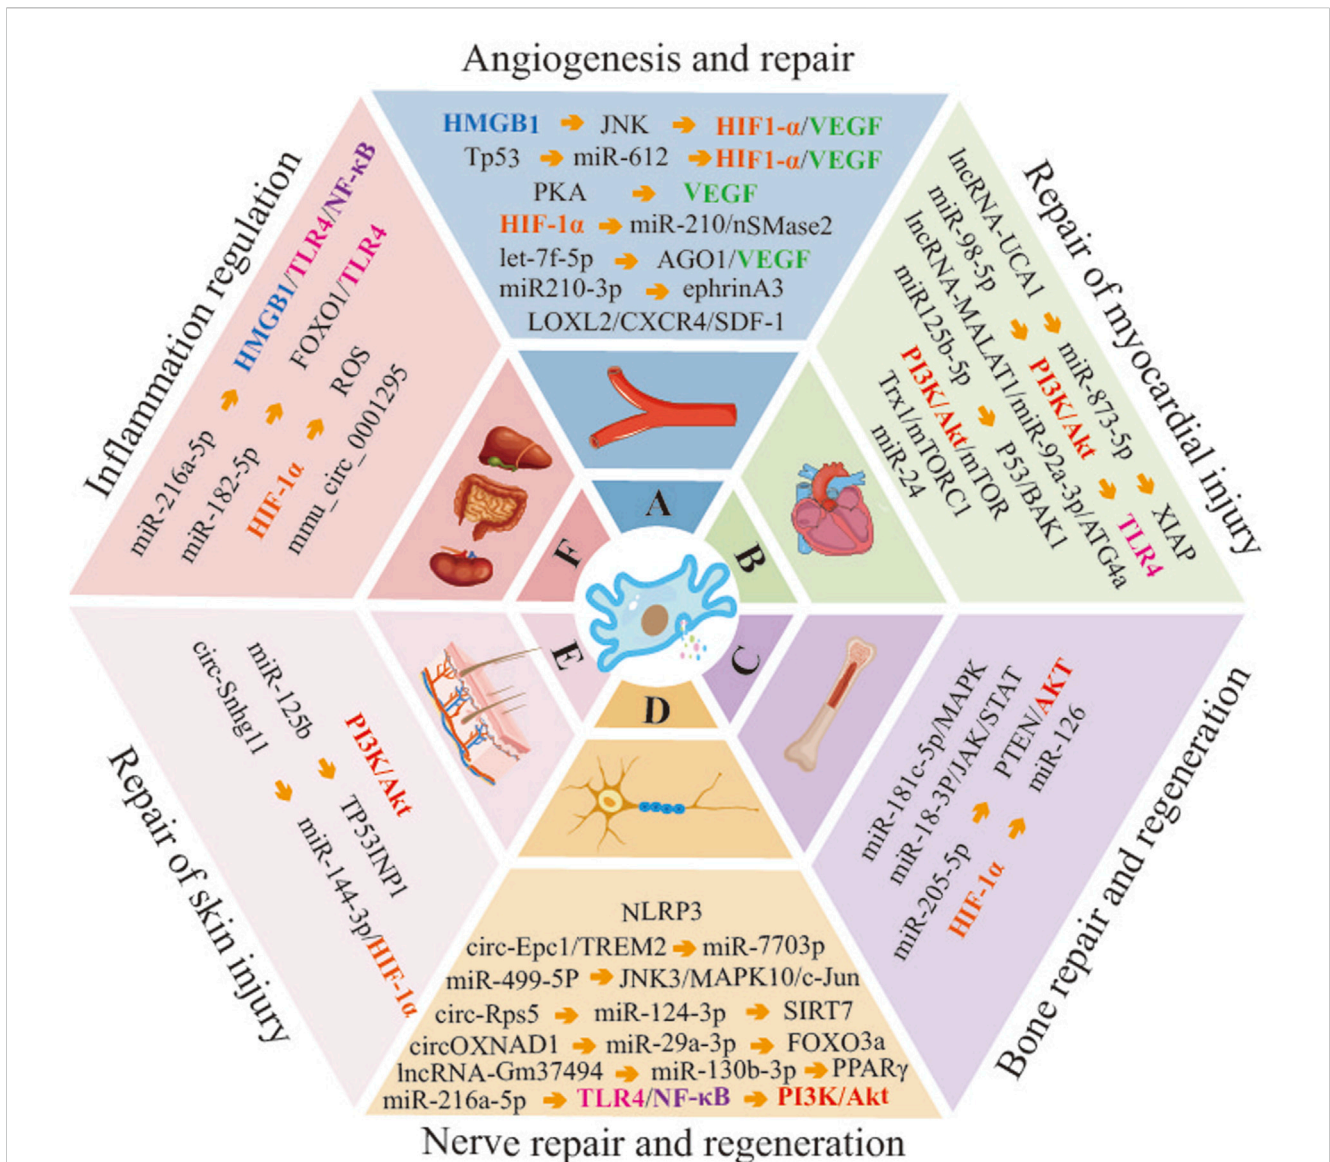 Angiogenesis and repair
HMGB1 ➔ JNK ➔ HIF1-α/VEGF
Tp53 ➔ miR-612 ➔ HIF1-α/VEGF
PKA ➔ VEGF
HIF-1α ➔ miR-210/nSMase2
let-7f-5p ➔ AGO1/VEGF
miR210-3p ➔ ephrinA3
LOXL2/CXCR4/SDF-1
A
Repair of myocardial injury
lncRNA-UCA1 ➔ miR-873-5p ➔ XIAP
miR-98-5p ➔ PI3K/Akt ➔ TLR4
lncRNA-MALAT1/miR-92a-3p/ATG4a
miR125b-5p ➔ P53/BAK1
PI3K/Akt/mTOR
Trx1/mTORC1
miR-24
B
Bone repair and regeneration
miR-181c-5p/MAPK
miR-18-3P/JAK/STAT
miR-205-5p ➔ PTEN/AKT
HIF-1α ➔ miR-126
C
D
NLRP3
circ-Epc1/TREM2 ➔ miR-7703p
miR-499-5P ➔ JNK3/MAPK10/c-Jun
circ-Rps5 ➔ miR-124-3p ➔ SIRT7
circOXNAD1 ➔ miR-29a-3p ➔ FOXO3a
lncRNA-Gm37494 ➔ miR-130b-3p ➔ PPARγ
miR-216a-5p ➔ TLR4/NF-κB ➔ PI3K/Akt
Nerve repair and regeneration
E
Repair of skin injury
PI3K/Akt
miR-125b ➔ TP53INP1
circ-Snhg11 ➔ miR-144-3p/HIF-1α
F
Inflammation regulation
miR-216a-5p ➔ HMGB1/TLR4/NF-κB
miR-182-5p ➔ FOXO1/TLR4
HIF-1α ➔ ROS
mmu_circ_0001295